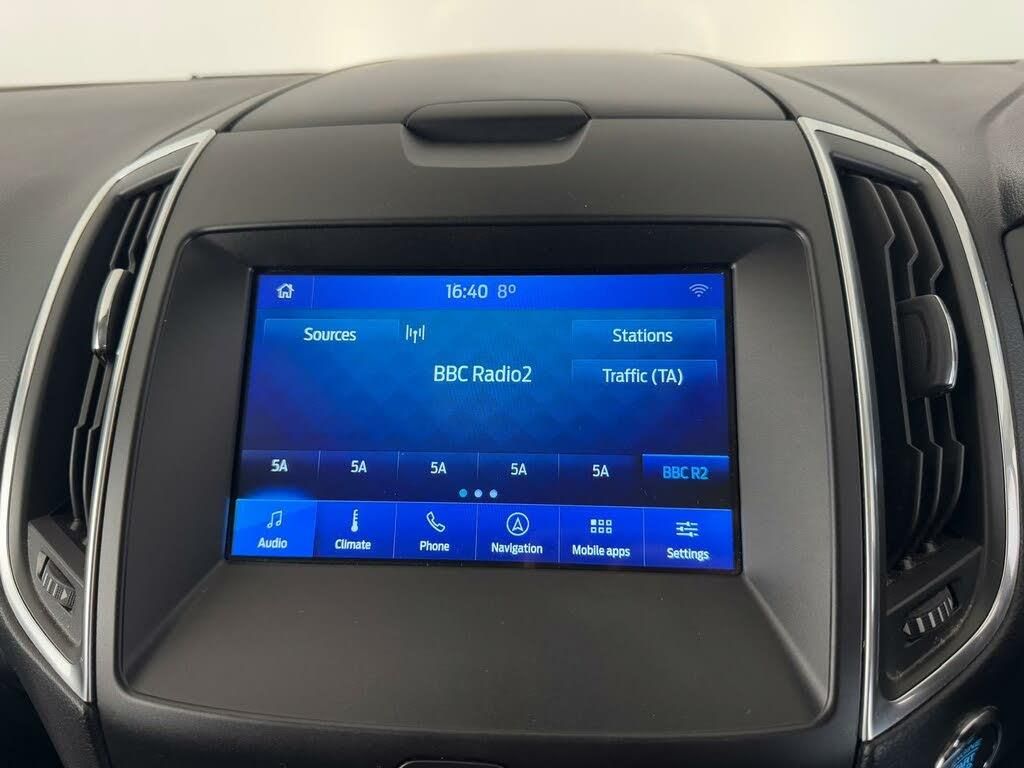 16:40 8°
Sources
Stations
BBC Radio2
Traffic (TA)
5A 5A 5A 5A 5A BBC R2
Audio Climate Phone Navigation Mobile apps Settings